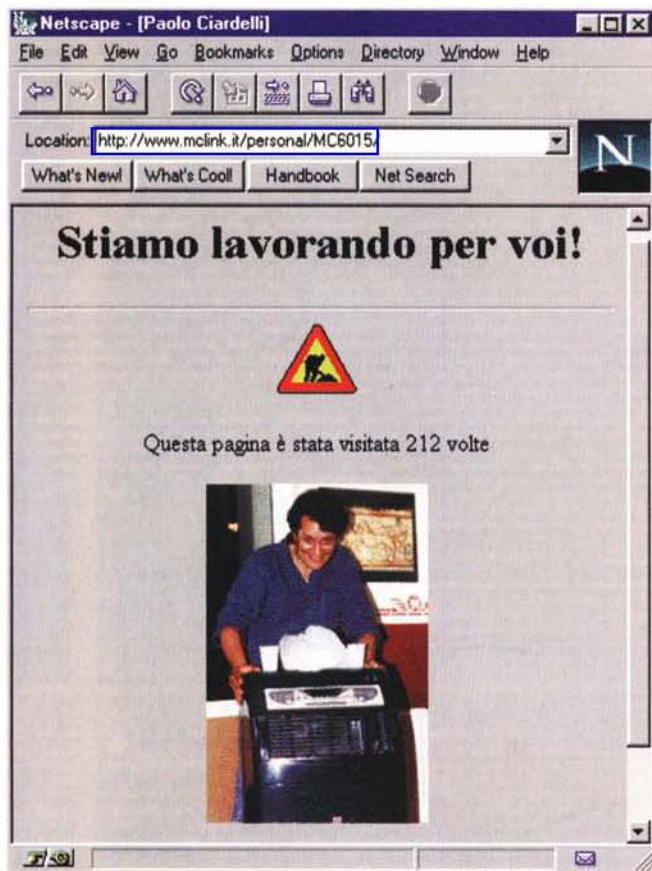 Netscape - [Paolo Ciardelli]
File Edit View Go Bookmarks Options Directory Window Help
Location: http://www.mclink.it/personal/MC6015/
What's New! What's Cool! Handbook Net Search
N
Stiamo lavorando per voi!
Questa pagina è stata visitata 212 volte